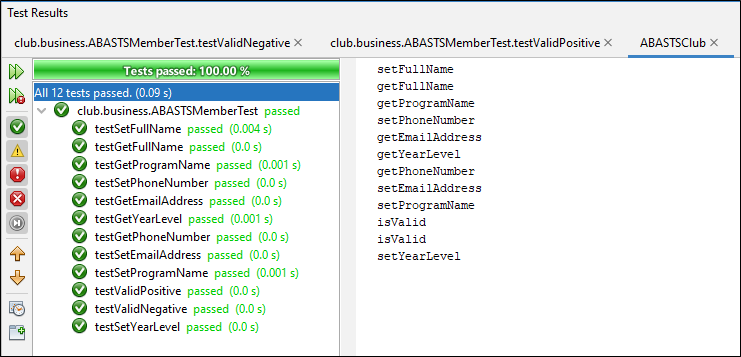 Test Results
club.business.ABASTSMemberTest.testValidNegative × club.business.ABASTSMemberTest.testValidPositive × ABASTSClub ×
Tests passed: 100.00 %
All 12 tests passed. (0.09 s)
club.business.ABASTSMemberTest passed
testSetFullName passed (0.004 s)
testGetFullName passed (0.0 s)
testGetProgramName passed (0.001 s)
testSetPhoneNumber passed (0.0 s)
testGetEmailAddress passed (0.0 s)
testGetYearLevel passed (0.001 s)
testGetPhoneNumber passed (0.0 s)
testSetEmailAddress passed (0.0 s)
testSetProgramName passed (0.001 s)
testValidPositive passed (0.0 s)
testValidNegative passed (0.0 s)
testSetYearLevel passed (0.0 s)
setFullName
getFullName
getProgramName
setPhoneNumber
getEmailAddress
getYearLevel
getPhoneNumber
setEmailAddress
setProgramName
isValid
isValid
setYearLevel